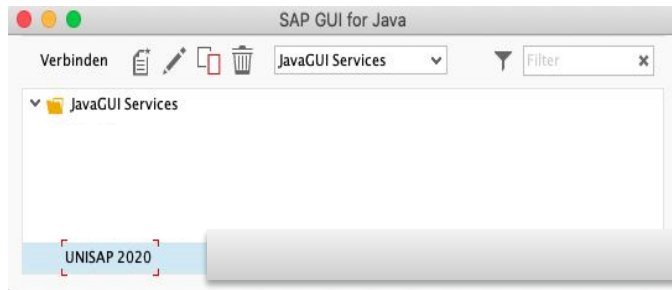 SAP GUI for Java
Verbinden JavaGUI Services Filter
JavaGUI Services
UNISAP 2020